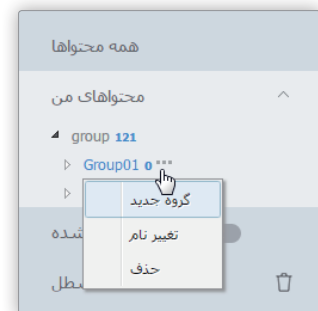 همه محتواها
محتواهای من
group 121
Group01 0
گروه جدید
تغییر نام
حذف